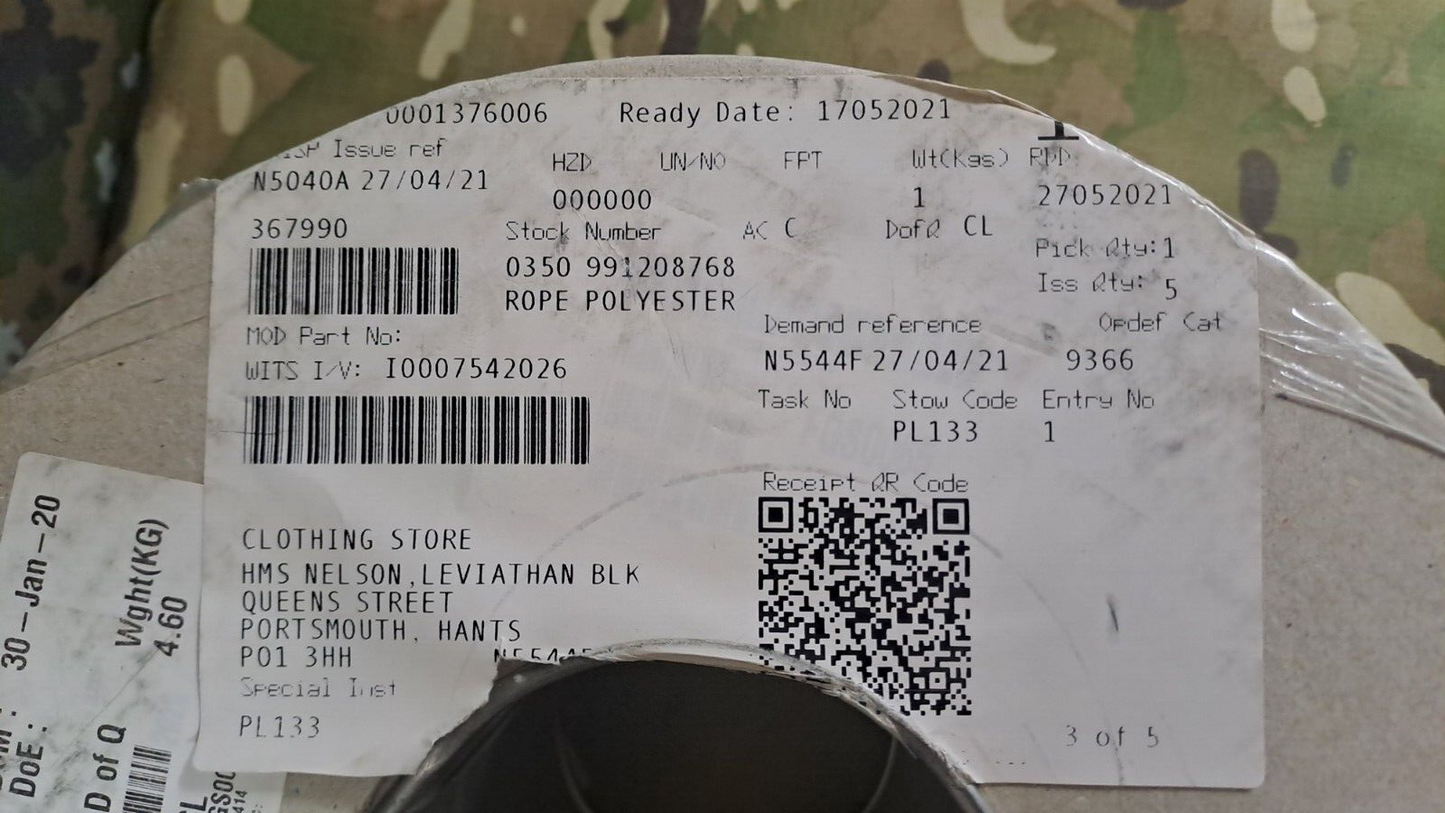 0001376006 Ready Date: 17052021
Issue ref HZD UN/NO FPT Wt(Kgs) RDD
N5040A 27/04/21 000000 1 27052021
367990 Stock Number AC C DofQ CL
Pick Qty:1
0350 991208768
Iss Qty: 5
ROPE POLYESTER
MOD Part No: Demand reference Opdef Cat
WITS I/V: I0007542026 N5544F 27/04/21 9366
Task No Stow Code Entry No
PL133 1
Receipt QR Code
CLOTHING STORE
HMS NELSON,LEVIATHAN BLK
QUEENS STREET
PORTSMOUTH, HANTS
PO1 3HH
Special Inst
PL133
3 of 5
30-Jan-20
DoE :
Wght(KG)
4.60
D of Q
CL